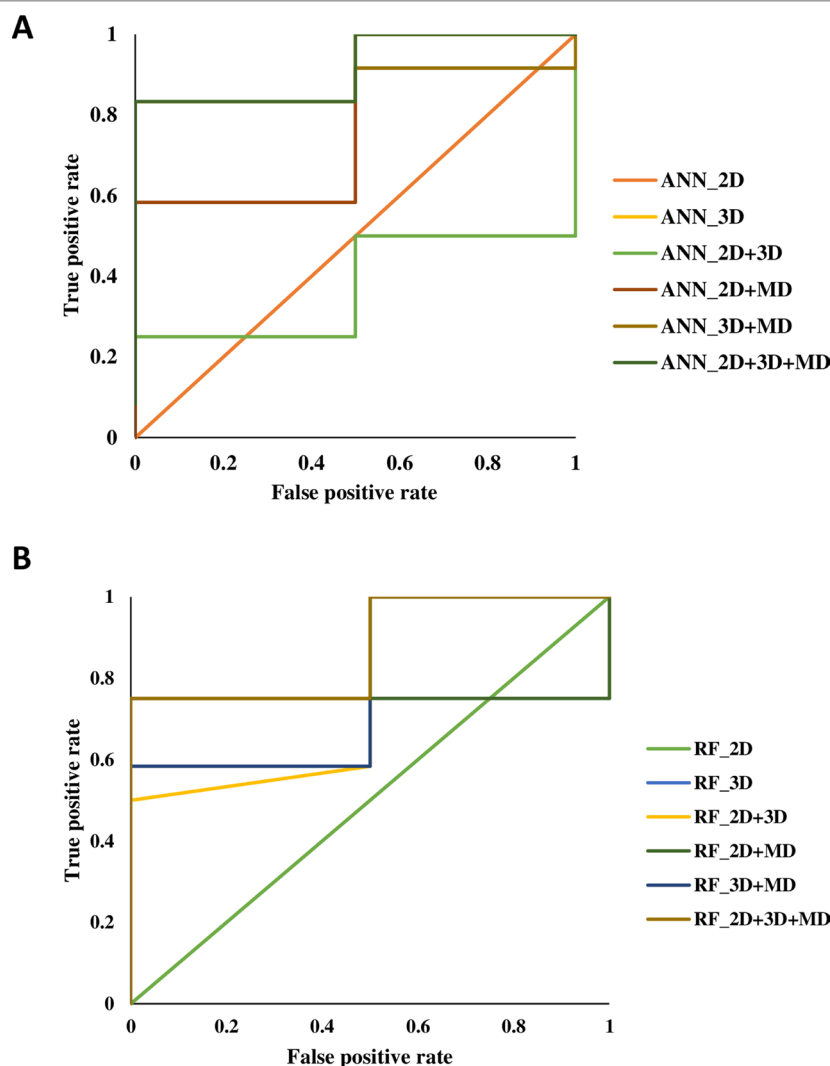 A
1
0.8
0.6
0.4
0.2
0
True positive rate
0 0.2 0.4 0.6 0.8 1
False positive rate
ANN_2D
ANN_3D
ANN_2D+3D
ANN_2D+MD
ANN_3D+MD
ANN_2D+3D+MD
B
1
0.8
0.6
0.4
0.2
0
True positive rate
0 0.2 0.4 0.6 0.8 1
False positive rate
RF_2D
RF_3D
RF_2D+3D
RF_2D+MD
RF_3D+MD
RF_2D+3D+MD